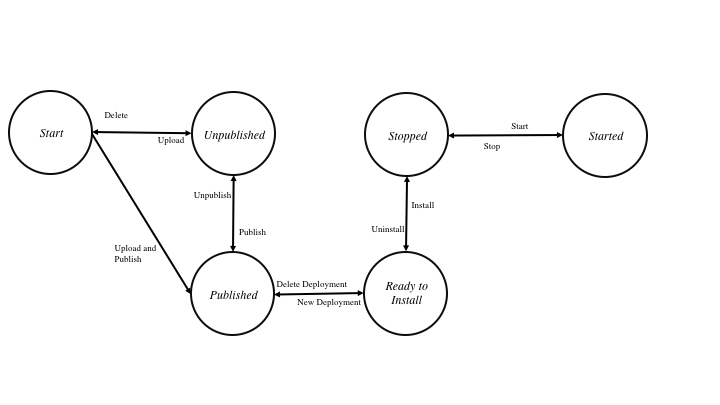 Delete
Start
Unpublished
Upload
Stopped
Start
Stop
Started
Unpublish
Publish
Install
Uninstall
Upload and
Publish
Published
Delete Deployment
New Deployment
Ready to
Install